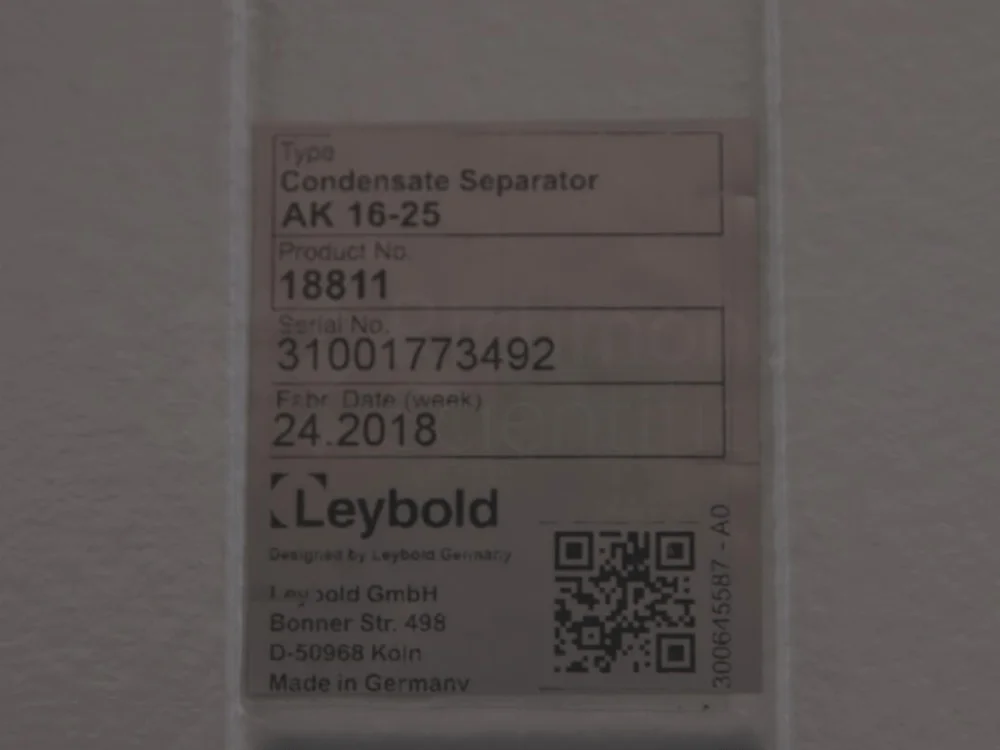 Type
Condensate Separator
AK 16-25
Product No.
18811
Serial No.
31001773492
Fabr. Date (week)
24.2018
Leybold
Designed by Leybold Germany
Leybold GmbH
Bonner Str. 498
D-50968 Köln
Made in Germany
300645587 - A0